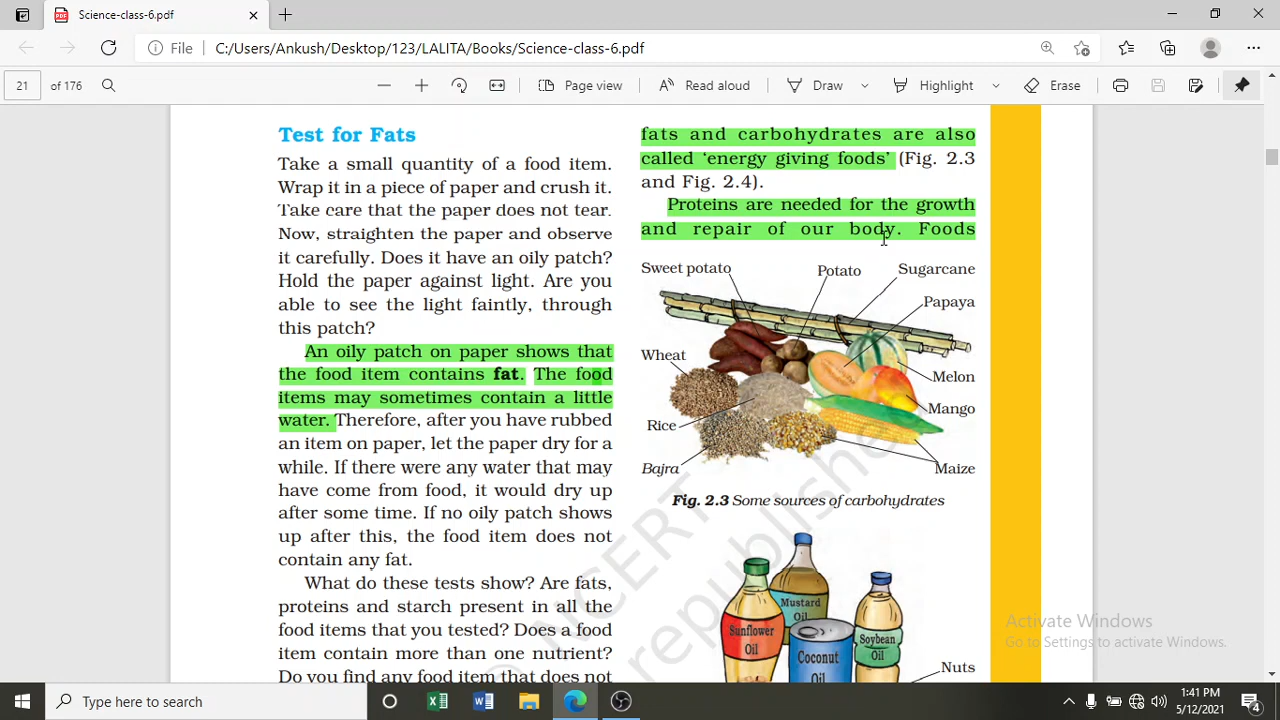 Science-class-6.pdf
File C:/Users/Ankush/Desktop/123/LALITA/Books/Science-class-6.pdf
21 of 176 Page view Read aloud Draw Highlight Erase
Test for Fats
Take a small quantity of a food item.
Wrap it in a piece of paper and crush it.
Take care that the paper does not tear.
Now, straighten the paper and observe
it carefully. Does it have an oily patch?
Hold the paper against light. Are you
able to see the light faintly, through
this patch?
An oily patch on paper shows that
the food item contains fat. The food
items may sometimes contain a little
water. Therefore, after you have rubbed
an item on paper, let the paper dry for a
while. If there were any water that may
have come from food, it would dry up
after some time. If no oily patch shows
up after this, the food item does not
contain any fat.
What do these tests show? Are fats,
proteins and starch present in all the
food items that you tested? Does a food
item contain more than one nutrient?
Do you find any food item that does not
fats and carbohydrates are also
called ‘energy giving foods’ (Fig. 2.3
and Fig. 2.4).
Proteins are needed for the growth
and repair of our body. Foods
Sweet potato
Potato
Sugarcane
Papaya
Wheat
Melon
Mango
Rice
Bajra
Maize
Fig. 2.3 Some sources of carbohydrates
Mustard
Oil
Sunflower
Oil
Coconut
Oil
Soybean
Oil
Nuts
© NCERT
republishe
Activate Windows
Go to Settings to activate Windows.
Type here to search
1:41 PM
5/12/2021
4